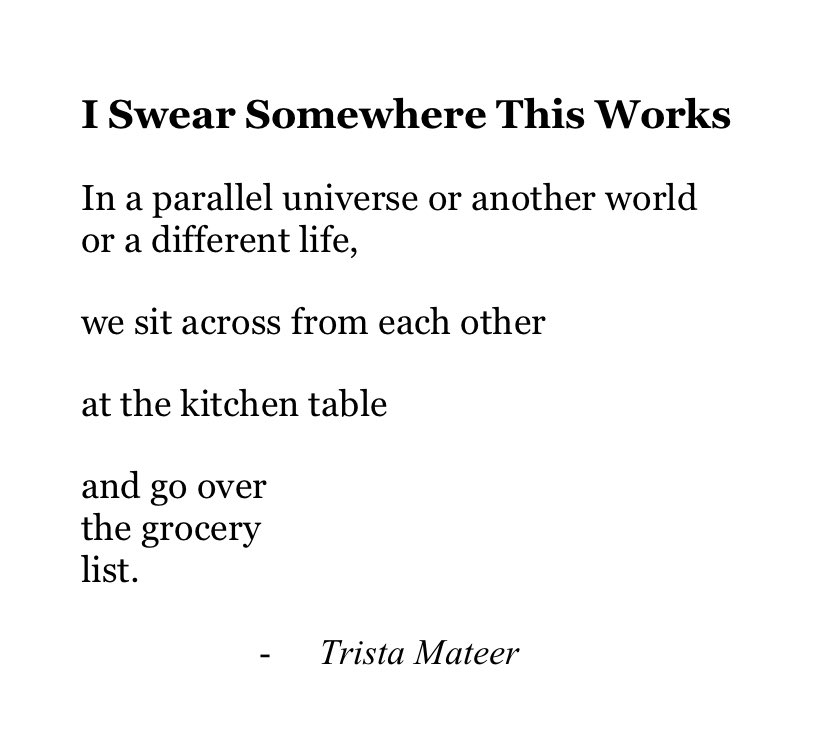 I Swear Somewhere This Works
In a parallel universe or another world
or a different life,
we sit across from each other
at the kitchen table
and go over
the grocery
list.
- Trista Mateer